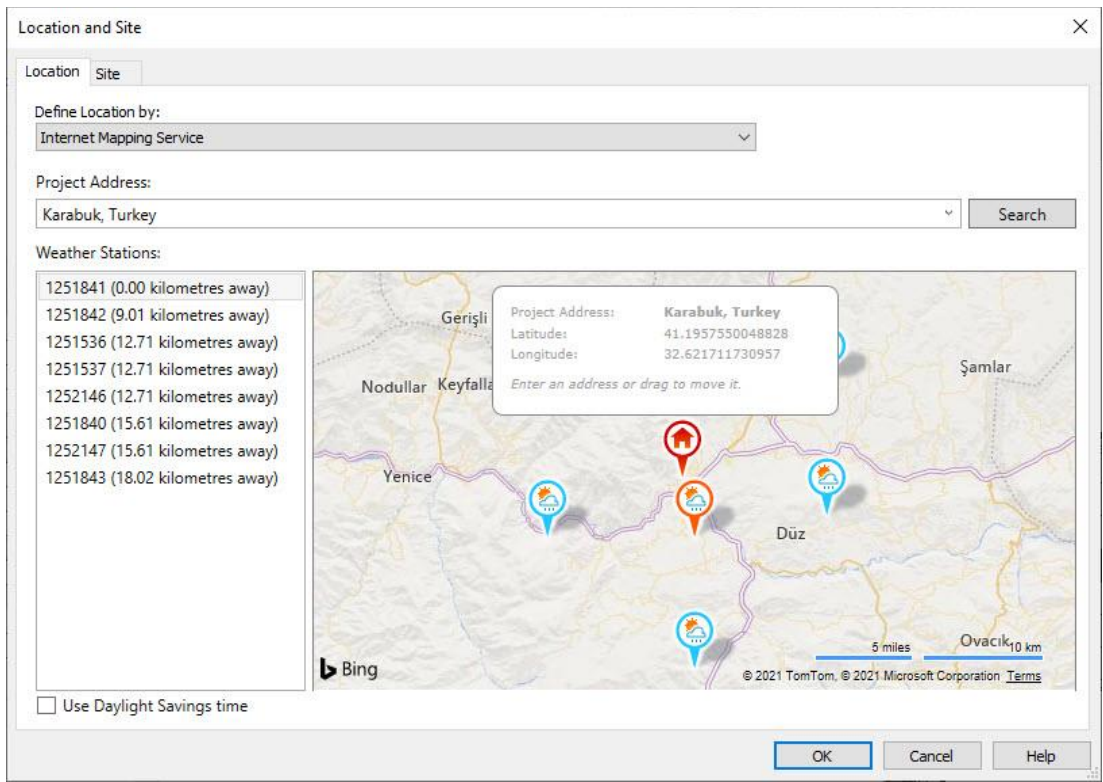 Location and Site
Location Site
Define Location by:
Internet Mapping Service
Project Address:
Karabuk, Turkey
Search
Weather Stations:
1251841 (0.00 kilometres away)
1251842 (9.01 kilometres away)
1251536 (12.71 kilometres away)
1251537 (12.71 kilometres away)
1252146 (12.71 kilometres away)
1251840 (15.61 kilometres away)
1252147 (15.61 kilometres away)
kilometres away)
Project Address: Karabuk, Turkey
Latitude: 41.1957550048828
Longitude: 32.621711730957
Enter an address or drag to move it.
Gerişli
Şamlar
Nodullar
Yenice
Düz
Ovacık
5 miles
10 km
Bing
© 2021 TomTom, © 2021 Microsoft Corporation Terms
Use Daylight Savings time
OK Cancel Help